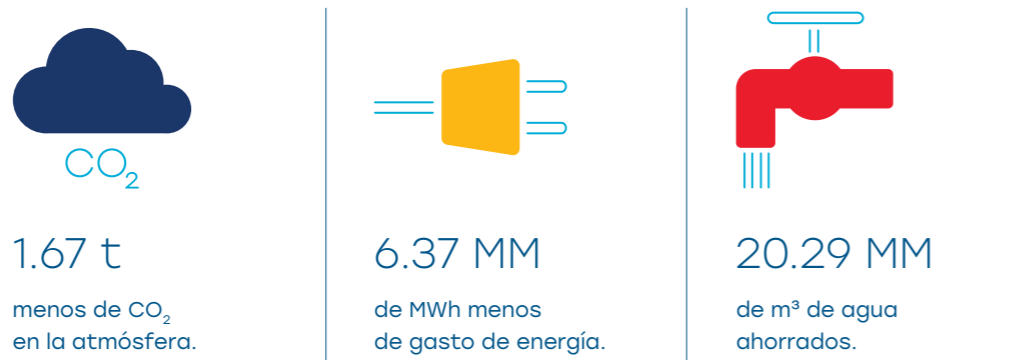 CO₂
1.67 t
menos de CO₂
en la atmósfera.
6.37 MM
de MWh menos
de gasto de energía.
20.29 MM
de m³ de agua
ahorrados.